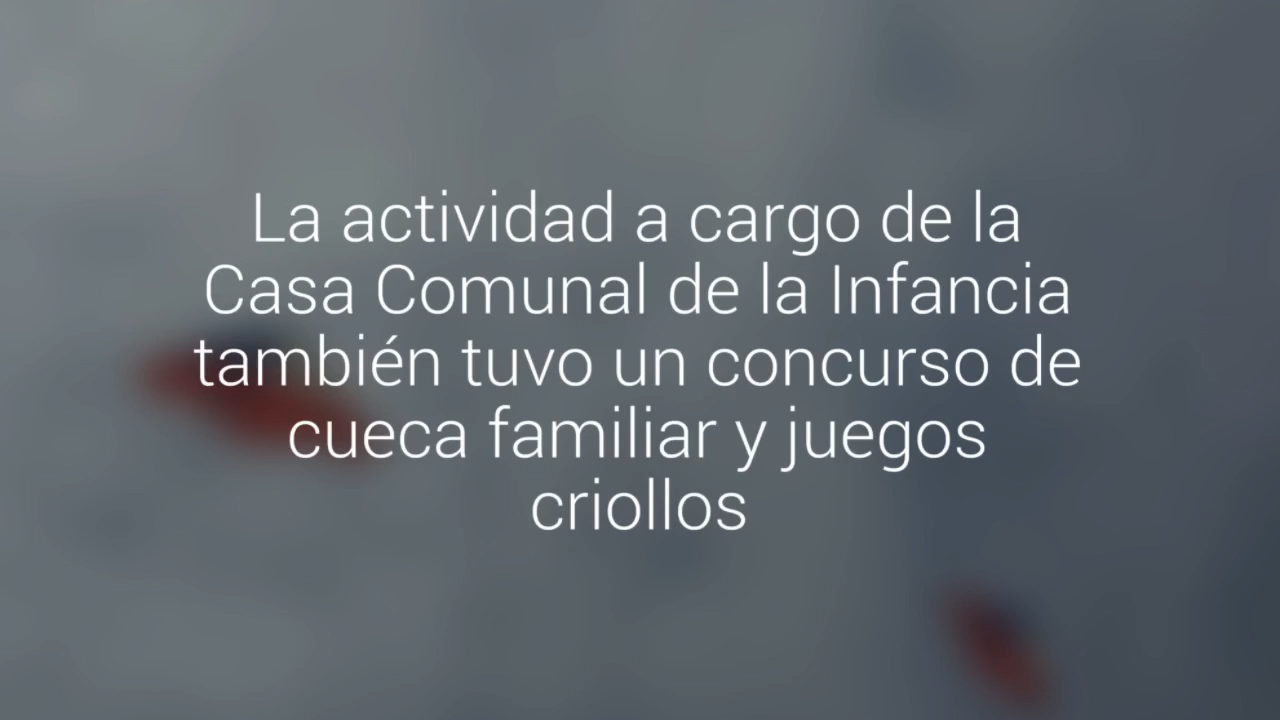 La actividad a cargo de la
Casa Comunal de la Infancia
también tuvo un concurso de
cueca familiar y juegos
criollos